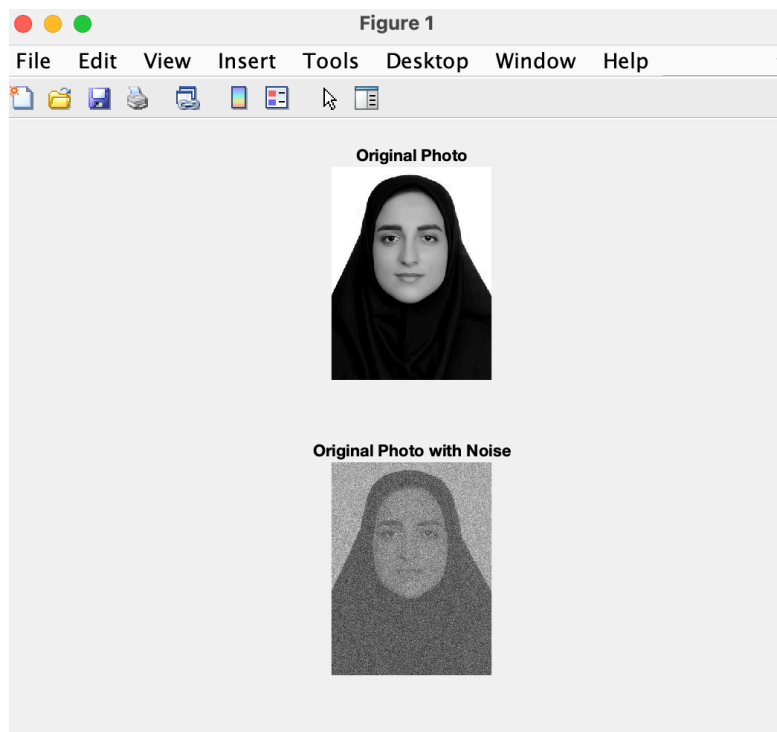 Figure 1
File Edit View Insert Tools Desktop Window Help
Original Photo
Original Photo with Noise